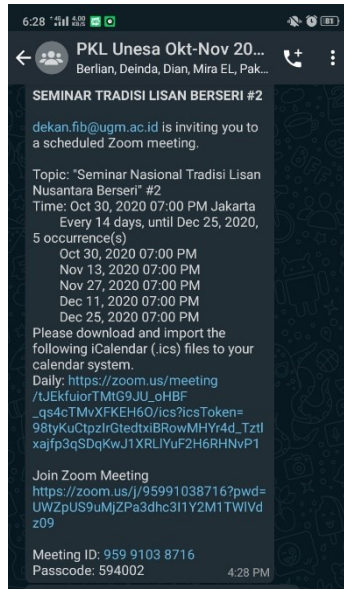 6:28
4.00 KB/S
81
PKL Unesa Okt-Nov 20...
Berlian, Deinda, Dian, Mira EL, Pak...
SEMINAR TRADISI LISAN BERSERI #2
dekan.fib@ugm.ac.id is inviting you to
a scheduled Zoom meeting.
Topic: "Seminar Nasional Tradisi Lisan
Nusantara Berseri" #2
Time: Oct 30, 2020 07:00 PM Jakarta
Every 14 days, until Dec 25, 2020,
5 occurrence(s)
Oct 30, 2020 07:00 PM
Nov 13, 2020 07:00 PM
Nov 27, 2020 07:00 PM
Dec 11, 2020 07:00 PM
Dec 25, 2020 07:00 PM
Please download and import the
following iCalendar (.ics) files to your
calendar system.
Daily: https://zoom.us/meeting
/tJEkfuiorTMtG9JU_oHBF
_qs4cTMvXFKEH6O/ics?icsToken=
98tyKuCtpzIrGtedtxiBRowMHYr4d_Tztl
xajfp3qSDqKwJ1XRLlYuF2H6RHNvP1
Join Zoom Meeting
https://zoom.us/j/95991038716?pwd=
UWZpUS9uMjZPa3dhc3I1Y2M1TWlVd
z09
Meeting ID: 959 9103 8716
Passcode: 594002
4:28 PM